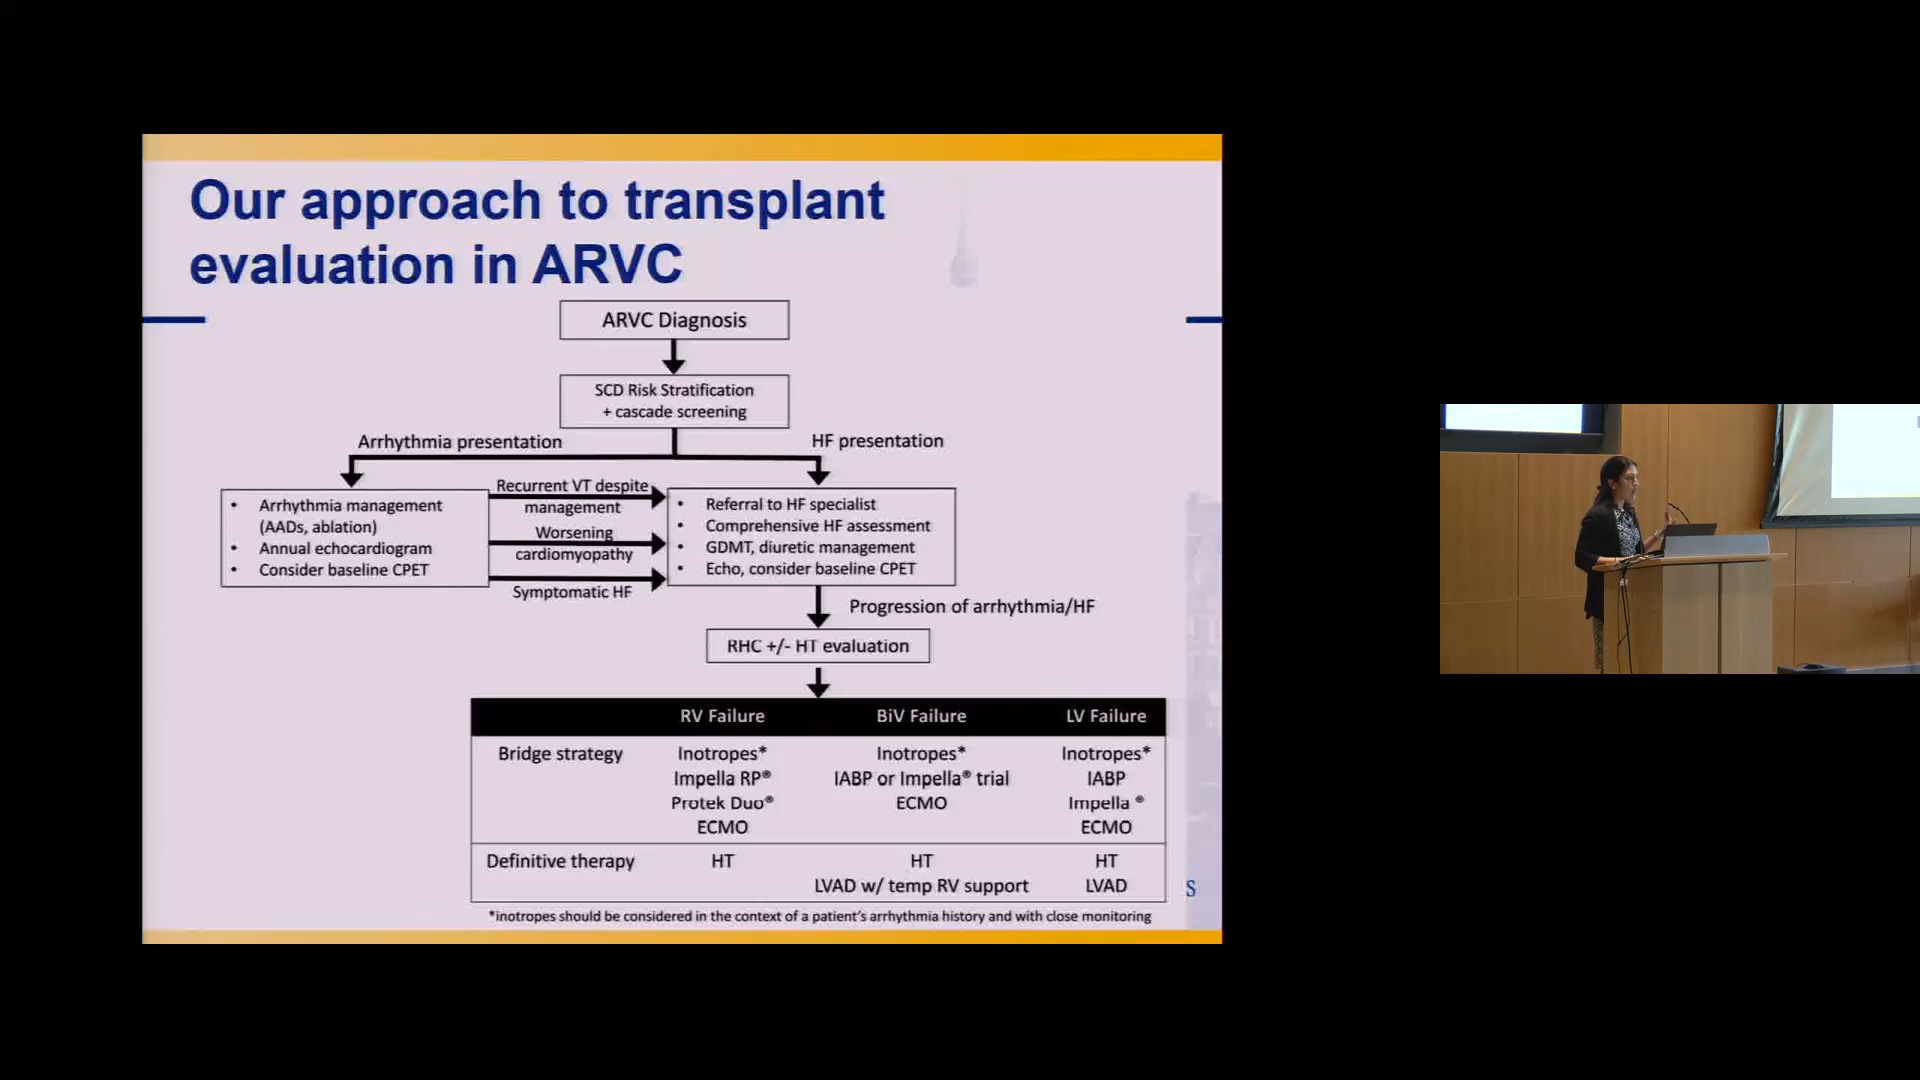 Our approach to transplant
evaluation in ARVC
ARVC Diagnosis
SCD Risk Stratification
+ cascade screening
Arrhythmia presentation
HF presentation
• Arrhythmia management
(AADs, ablation)
• Annual echocardiogram
• Consider baseline CPET
Recurrent VT despite
management
Worsening
cardiomyopathy
Symptomatic HF
• Referral to HF specialist
• Comprehensive HF assessment
• GDMT, diuretic management
• Echo, consider baseline CPET
Progression of arrhythmia/HF
RHC +/- HT evaluation
RV Failure BiV Failure LV Failure
Bridge strategy Inotropes* Inotropes* Inotropes*
Impella RP® IABP or Impella® trial IABP
Protek Duo® ECMO Impella ®
ECMO ECMO
Definitive therapy HT HT HT
LVAD w/ temp RV support LVAD
S
*inotropes should be considered in the context of a patient's arrhythmia history and with close monitoring